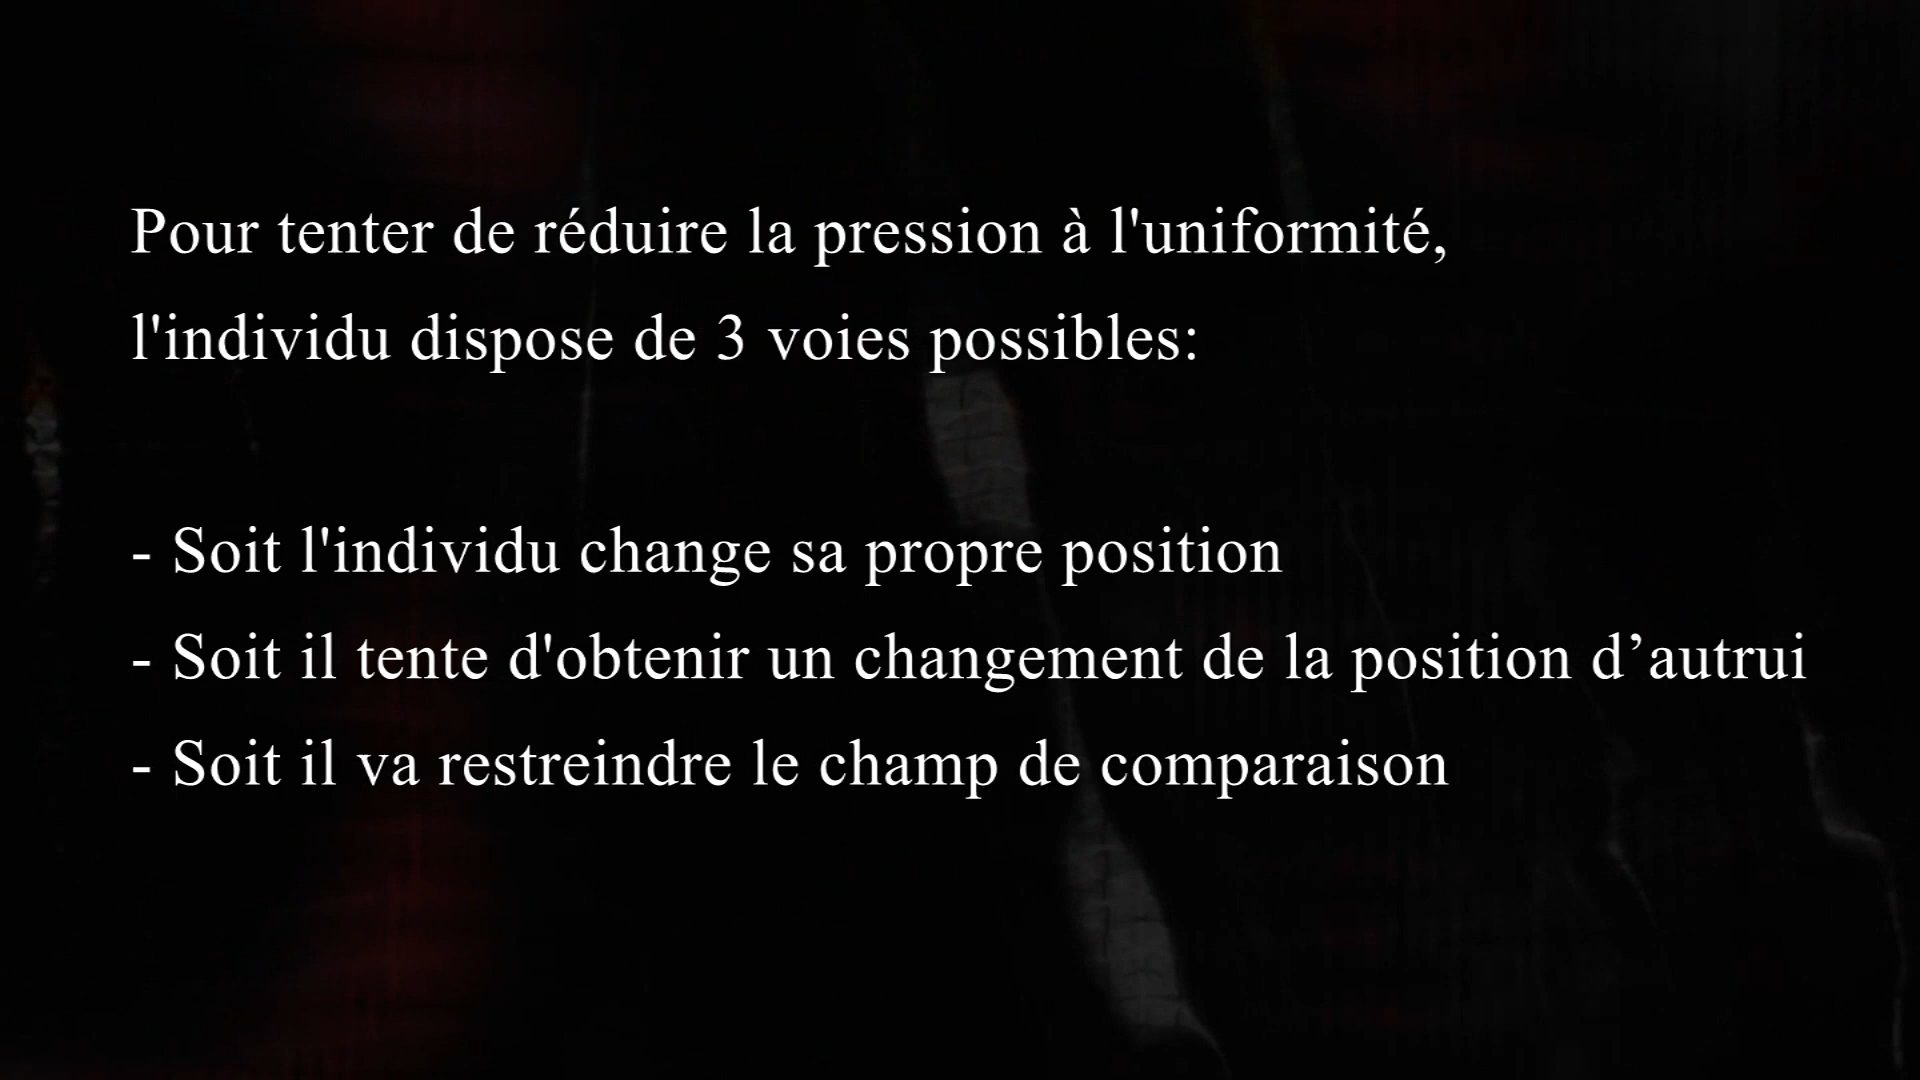 Pour tenter de réduire la pression à l'uniformité,
l'individu dispose de 3 voies possibles:
- Soit l'individu change sa propre position
- Soit il tente d'obtenir un changement de la position d’autrui
- Soit il va restreindre le champ de comparaison